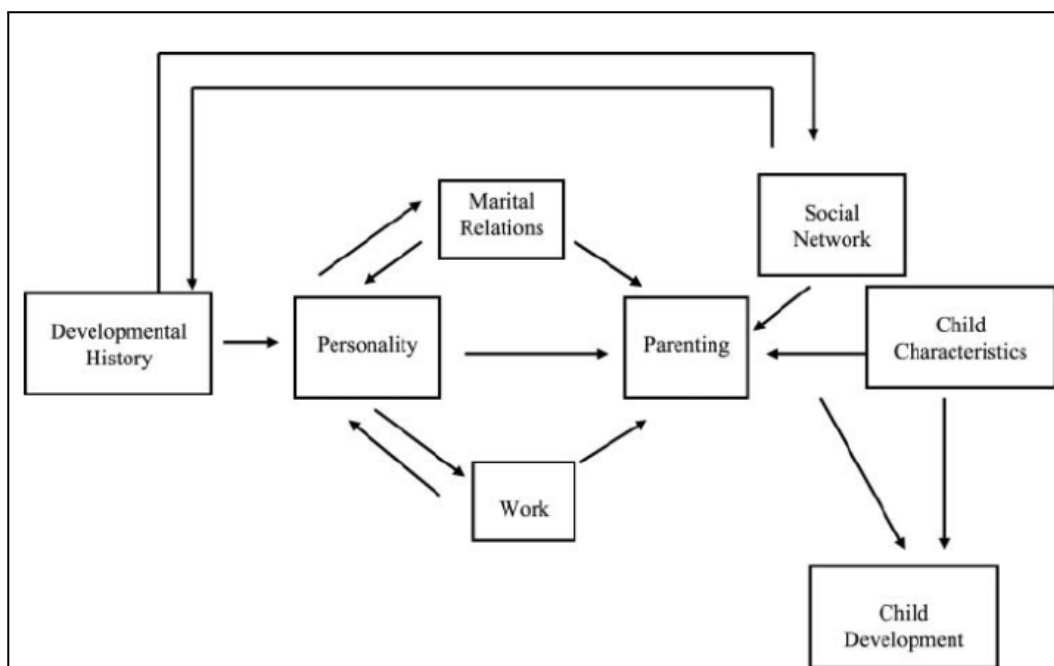 Marital
Relations
Social
Network
Developmental
History
Personality
Parenting
Child
Characteristics
Work
Child
Development